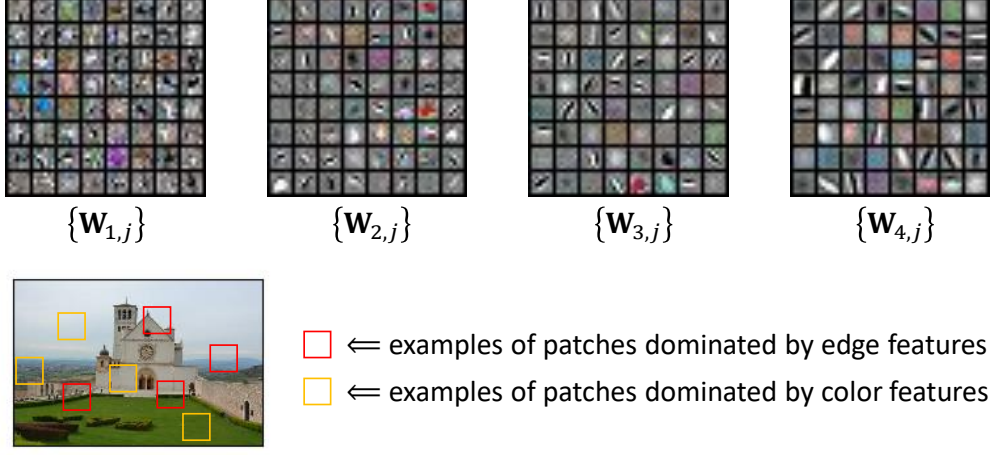 {𝐖₁,ⱼ}
{𝐖₂,ⱼ}
{𝐖₃,ⱼ}
{𝐖₄,ⱼ}
⟸ examples of patches dominated by edge features
⟸ examples of patches dominated by color features